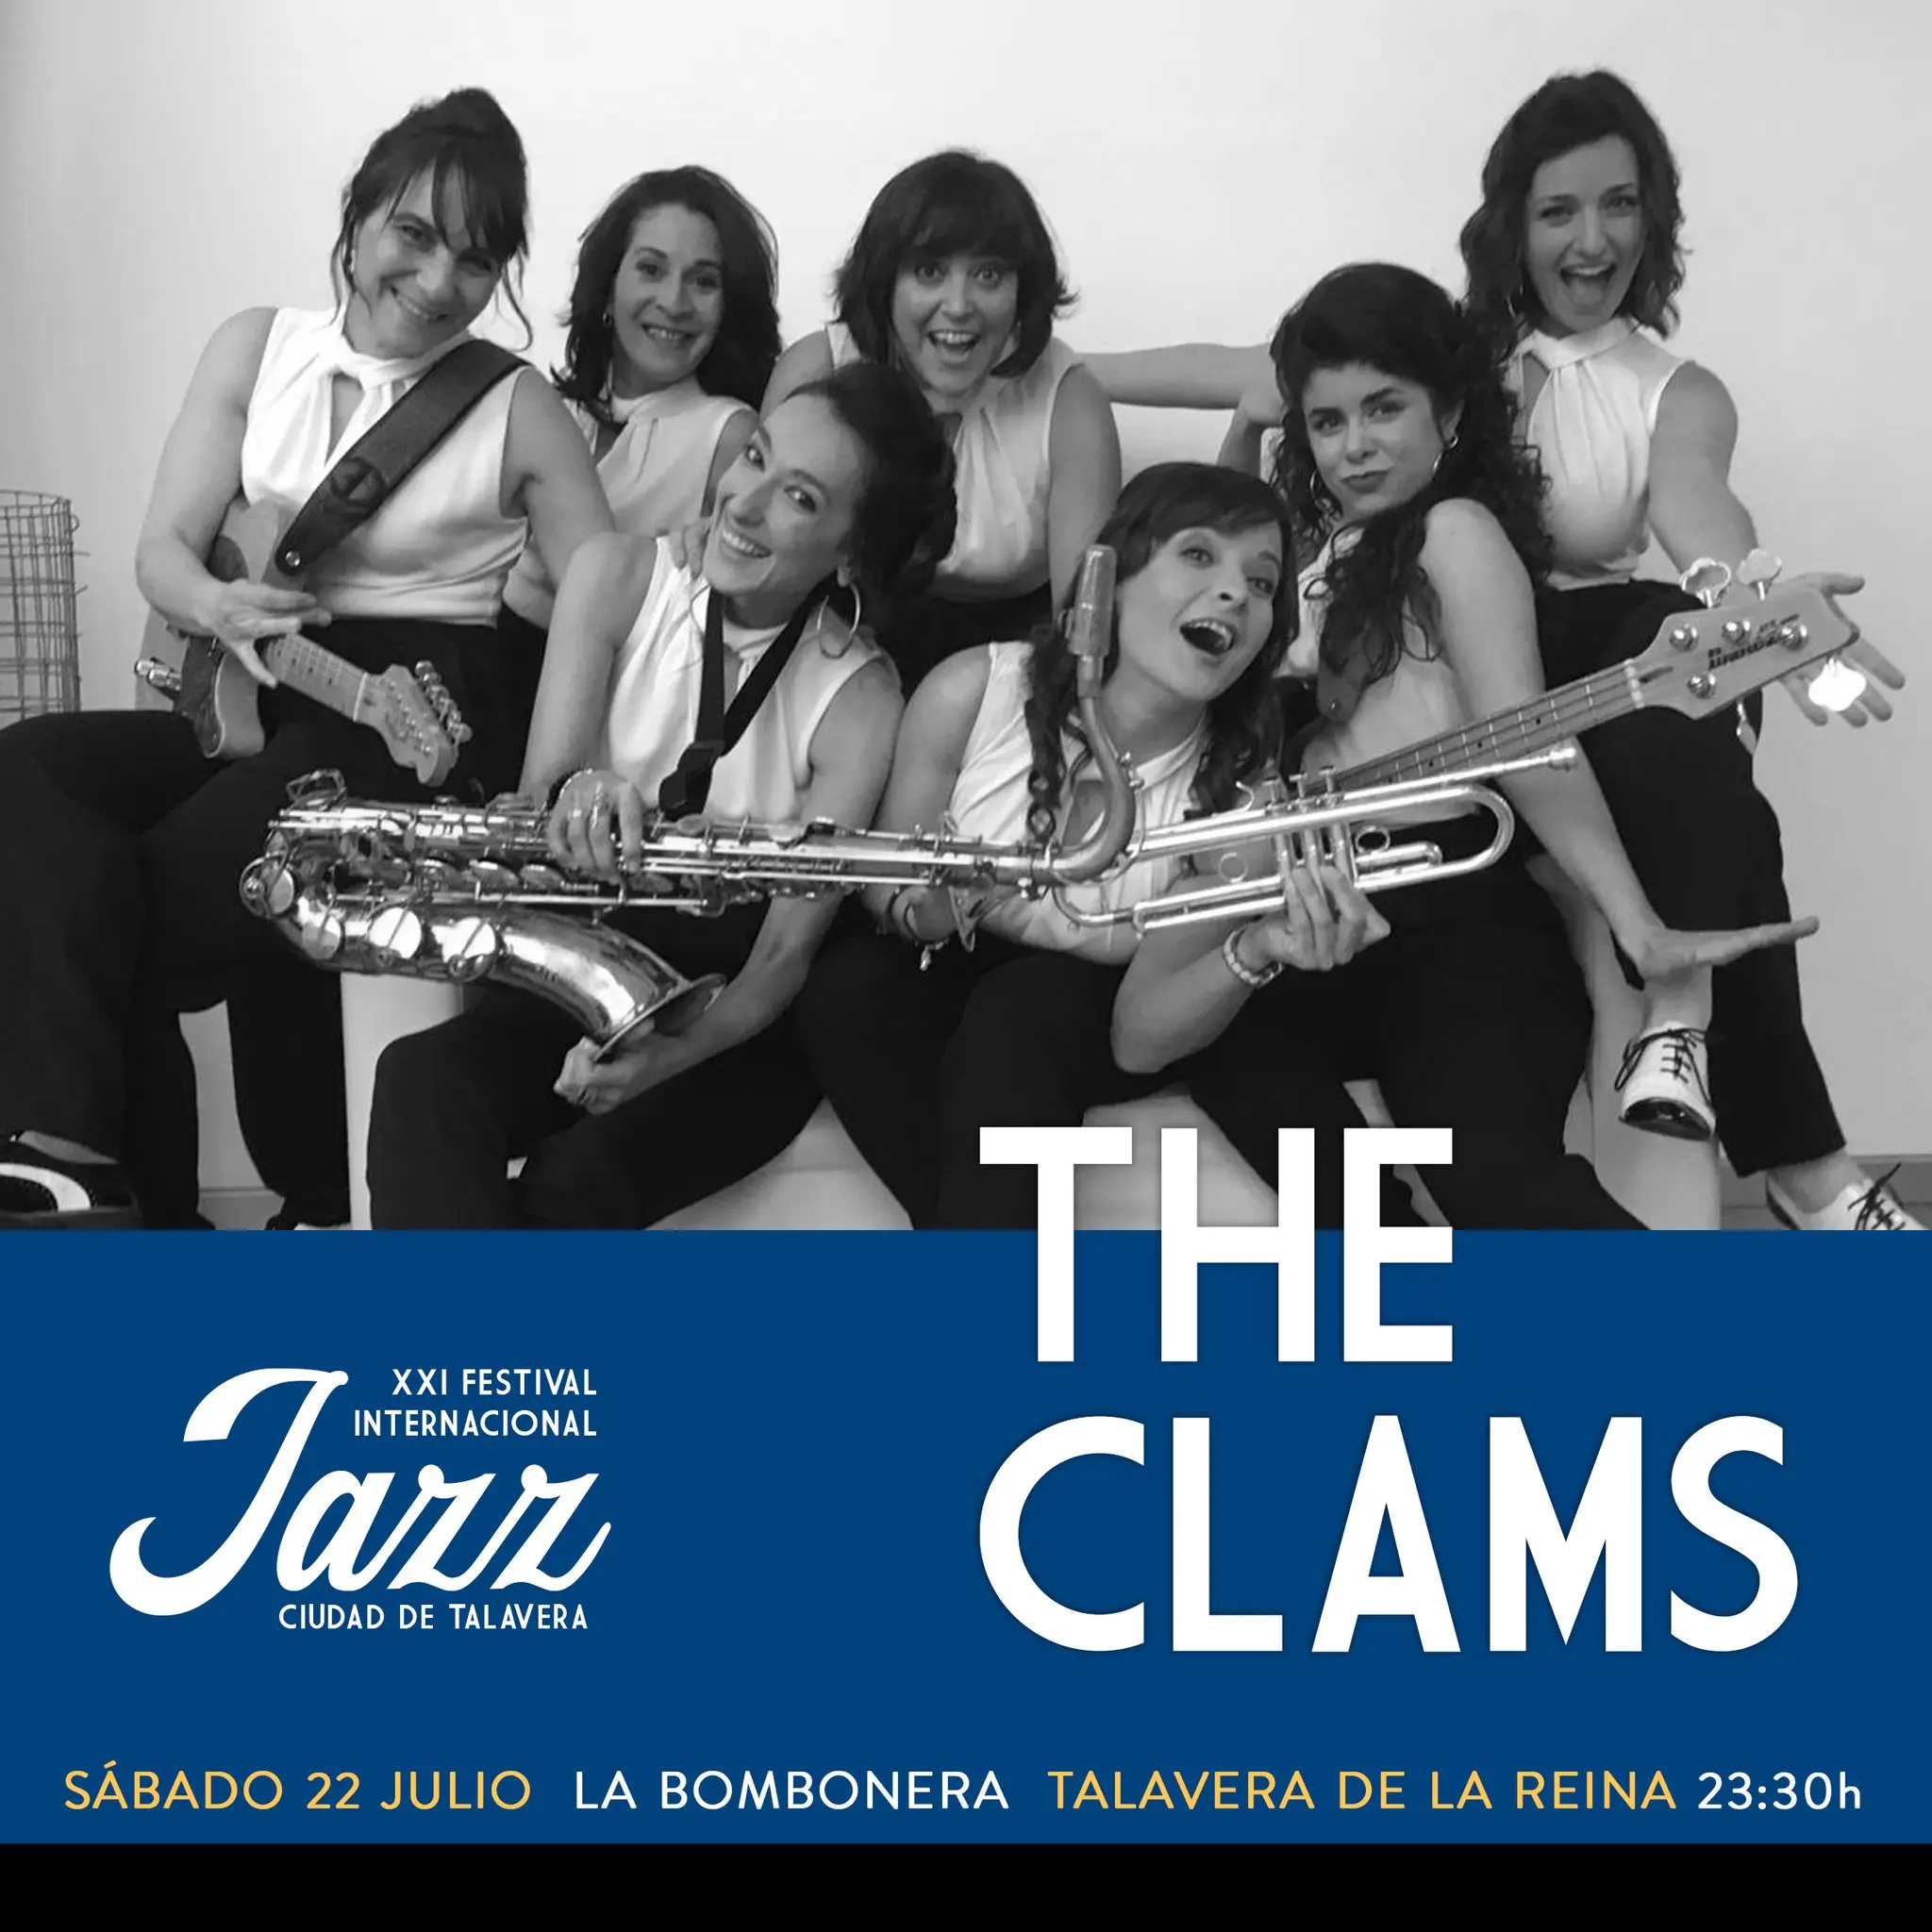 THE
CLAMS
XXI FESTIVAL
INTERNACIONAL
Jazz
CIUDAD DE TALAVERA
SÁBADO 22 JULIO LA BOMBONERA TALAVERA DE LA REINA 23:30h